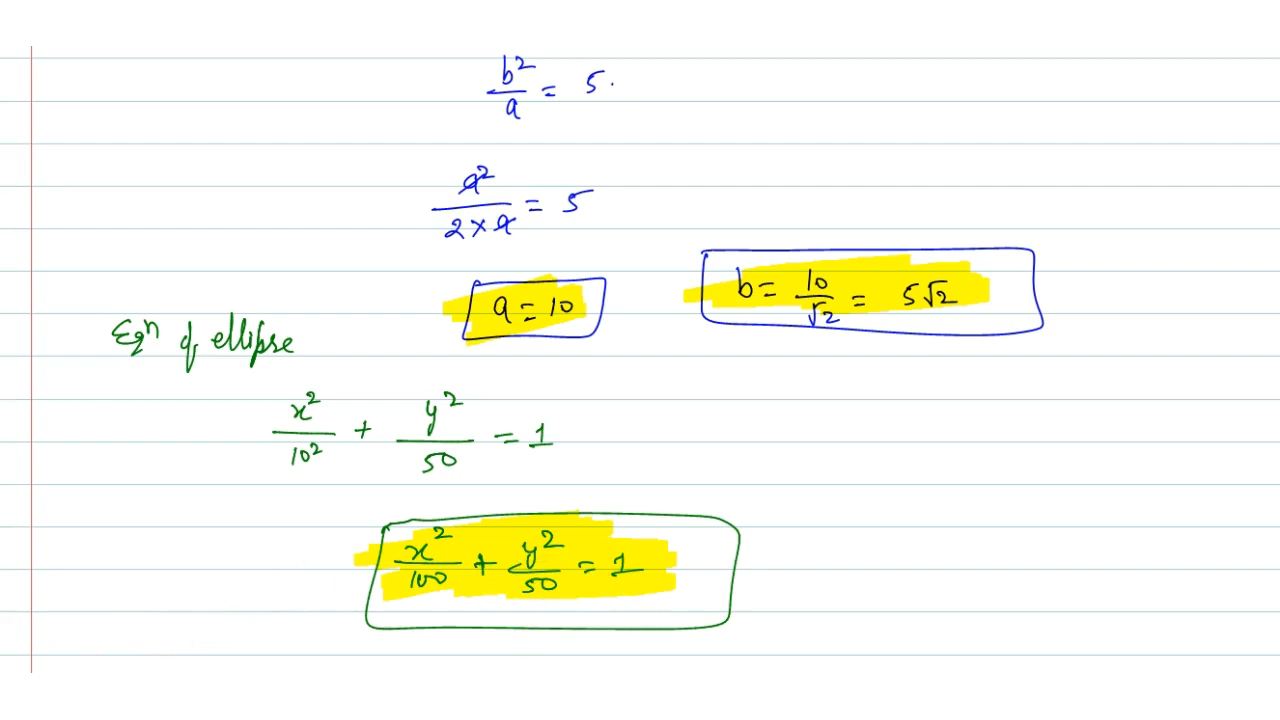 b²/a = 5.
a²/(2×a) = 5
a = 10
b = 10/√2 = 5√2
Eqⁿ of ellipse
x²/10² + y²/50 = 1
x²/100 + y²/50 = 1